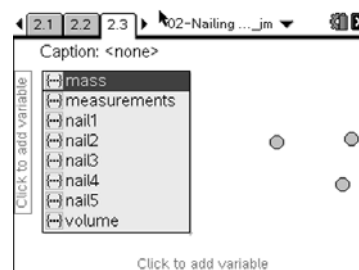 2.1 2.2 2.3 02-Nailing ..._jm
Caption: <none>
Click to add variable
mass
measurements
nail1
nail2
nail3
nail4
nail5
volume
Click to add variable